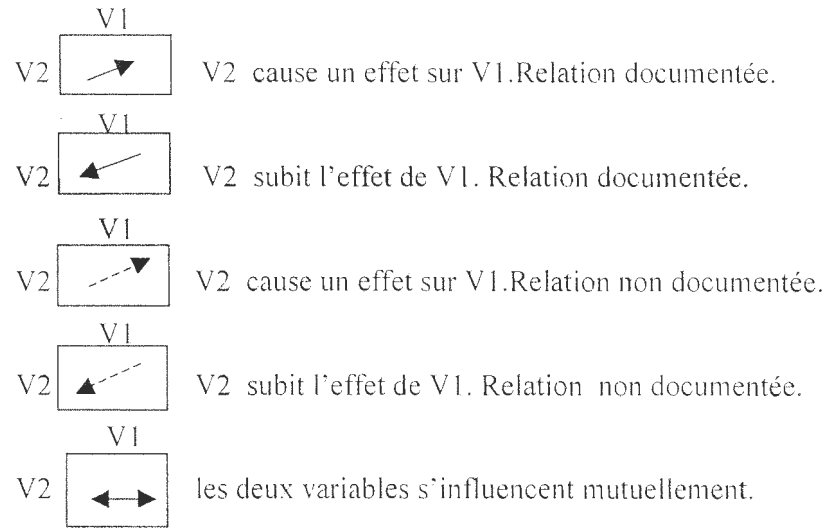 V1
V2 V2 cause un effet sur V1.Relation documentée.
V1
V2 V2 subit l'effet de V1. Relation documentée.
V1
V2 V2 cause un effet sur V1.Relation non documentée.
V1
V2 V2 subit l'effet de V1. Relation non documentée.
V1
V2 les deux variables s'influencent mutuellement.